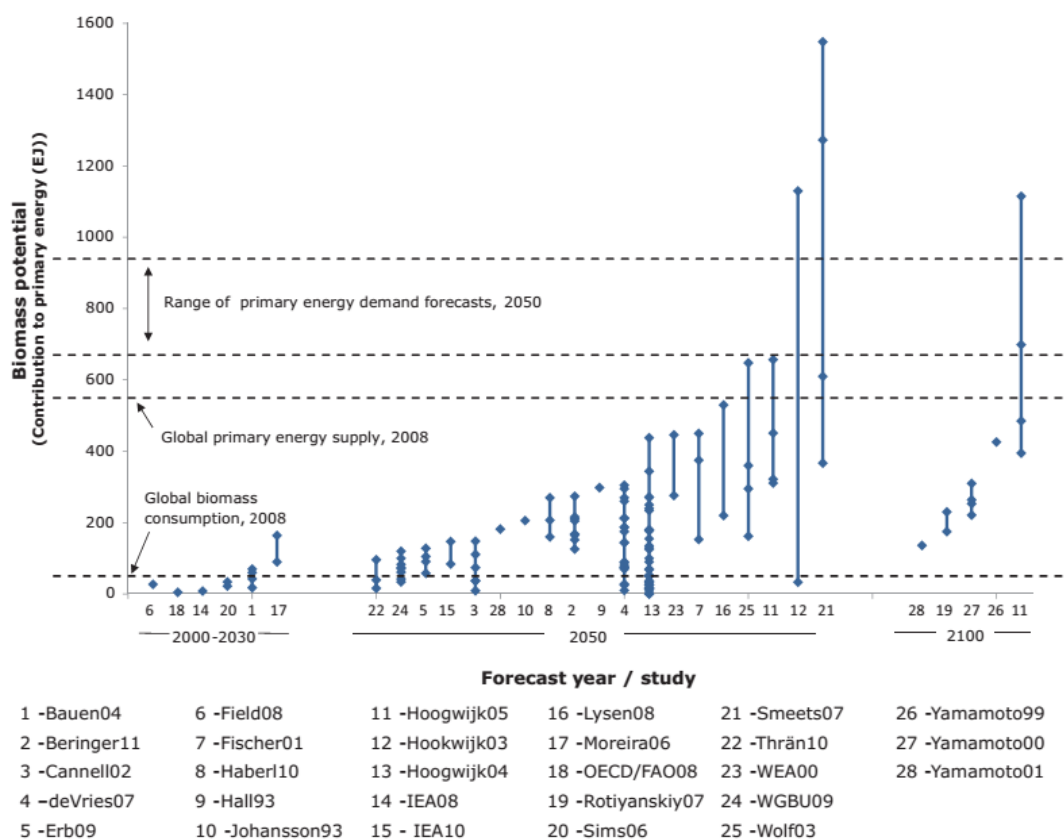 Biomass potential
(Contribution to primary energy (EJ))
1600
1400
1200
1000
800
600
400
200
0
Range of primary energy demand forecasts, 2050
Global primary energy supply, 2008
Global biomass
consumption, 2008
6 18 14 20 1 17 22 24 5 15 3 28 10 8 2 9 4 13 23 7 16 25 11 12 21 28 19 27 26 11
2000-2030 2050 2100
Forecast year / study
1 -Bauen04 6 -Field08 11 -Hoogwijk05 16 -Lysen08 21 -Smeets07 26 -Yamamoto99
2 -Beringer11 7 -Fischer01 12 -Hookwijk03 17 -Moreira06 22 -Thrän10 27 -Yamamoto00
3 -Cannell02 8 -Haberl10 13 -Hoogwijk04 18 -OECD/FAO08 23 -WEA00 28 -Yamamoto01
4 -deVries07 9 -Hall93 14 -IEA08 19 -Rotiyanskiy07 24 -WGBU09
5 -Erb09 10 -Johansson93 15 - IEA10 20 -Sims06 25 -Wolf03